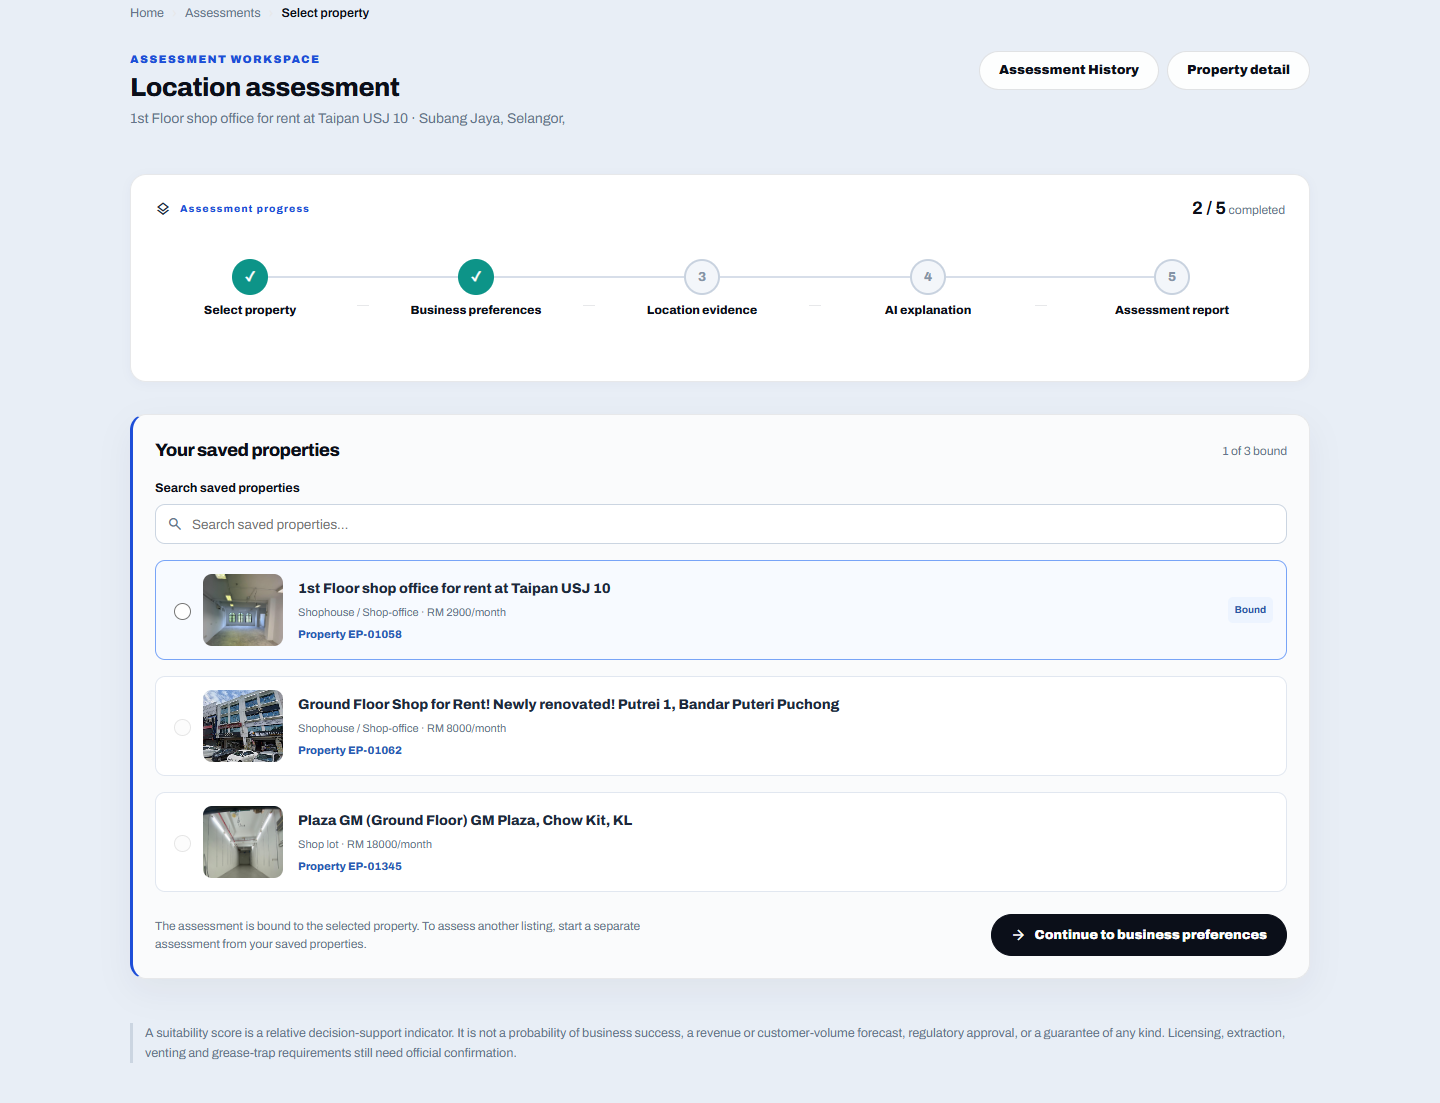 Home Assessments Select property
ASSESSMENT WORKSPACE
Location assessment
1st Floor shop office for rent at Taipan USJ 10 · Subang Jaya, Selangor,
Assessment History
Property detail
Assessment progress
2 / 5 completed
✓ ✓ 3 4 5
Select property
Business preferences
Location evidence
AI explanation
Assessment report
Your saved properties
1 of 3 bound
Search saved properties
Search saved properties...
1st Floor shop office for rent at Taipan USJ 10
Shophouse / Shop-office · RM 2900/month
Property EP-01058
Bound
Ground Floor Shop for Rent! Newly renovated! Putrei 1, Bandar Puteri Puchong
Shophouse / Shop-office · RM 8000/month
Property EP-01062
Plaza GM (Ground Floor) GM Plaza, Chow Kit, KL
Shop lot · RM 18000/month
Property EP-01345
The assessment is bound to the selected property. To assess another listing, start a separate
assessment from your saved properties.
→ Continue to business preferences
A suitability score is a relative decision-support indicator. It is not a probability of business success, a revenue or customer-volume forecast, regulatory approval, or a guarantee of any kind. Licensing, extraction,
venting and grease-trap requirements still need official confirmation.